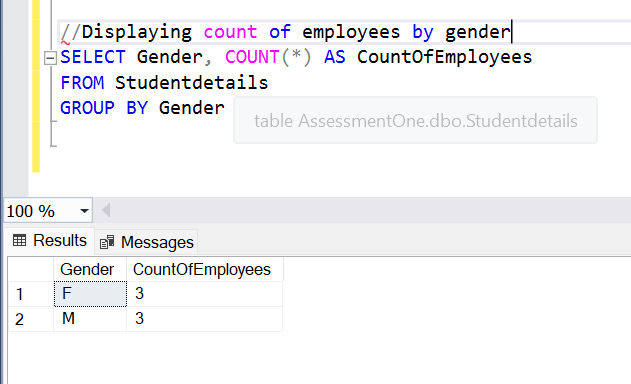 //Displaying count of employees by gender
SELECT Gender, COUNT(*) AS CountOfEmployees
FROM Studentdetails
GROUP BY Gender
table AssessmentOne.dbo.Studentdetails
100 %
Results Messages
Gender CountOfEmployees
1 F 3
2 M 3